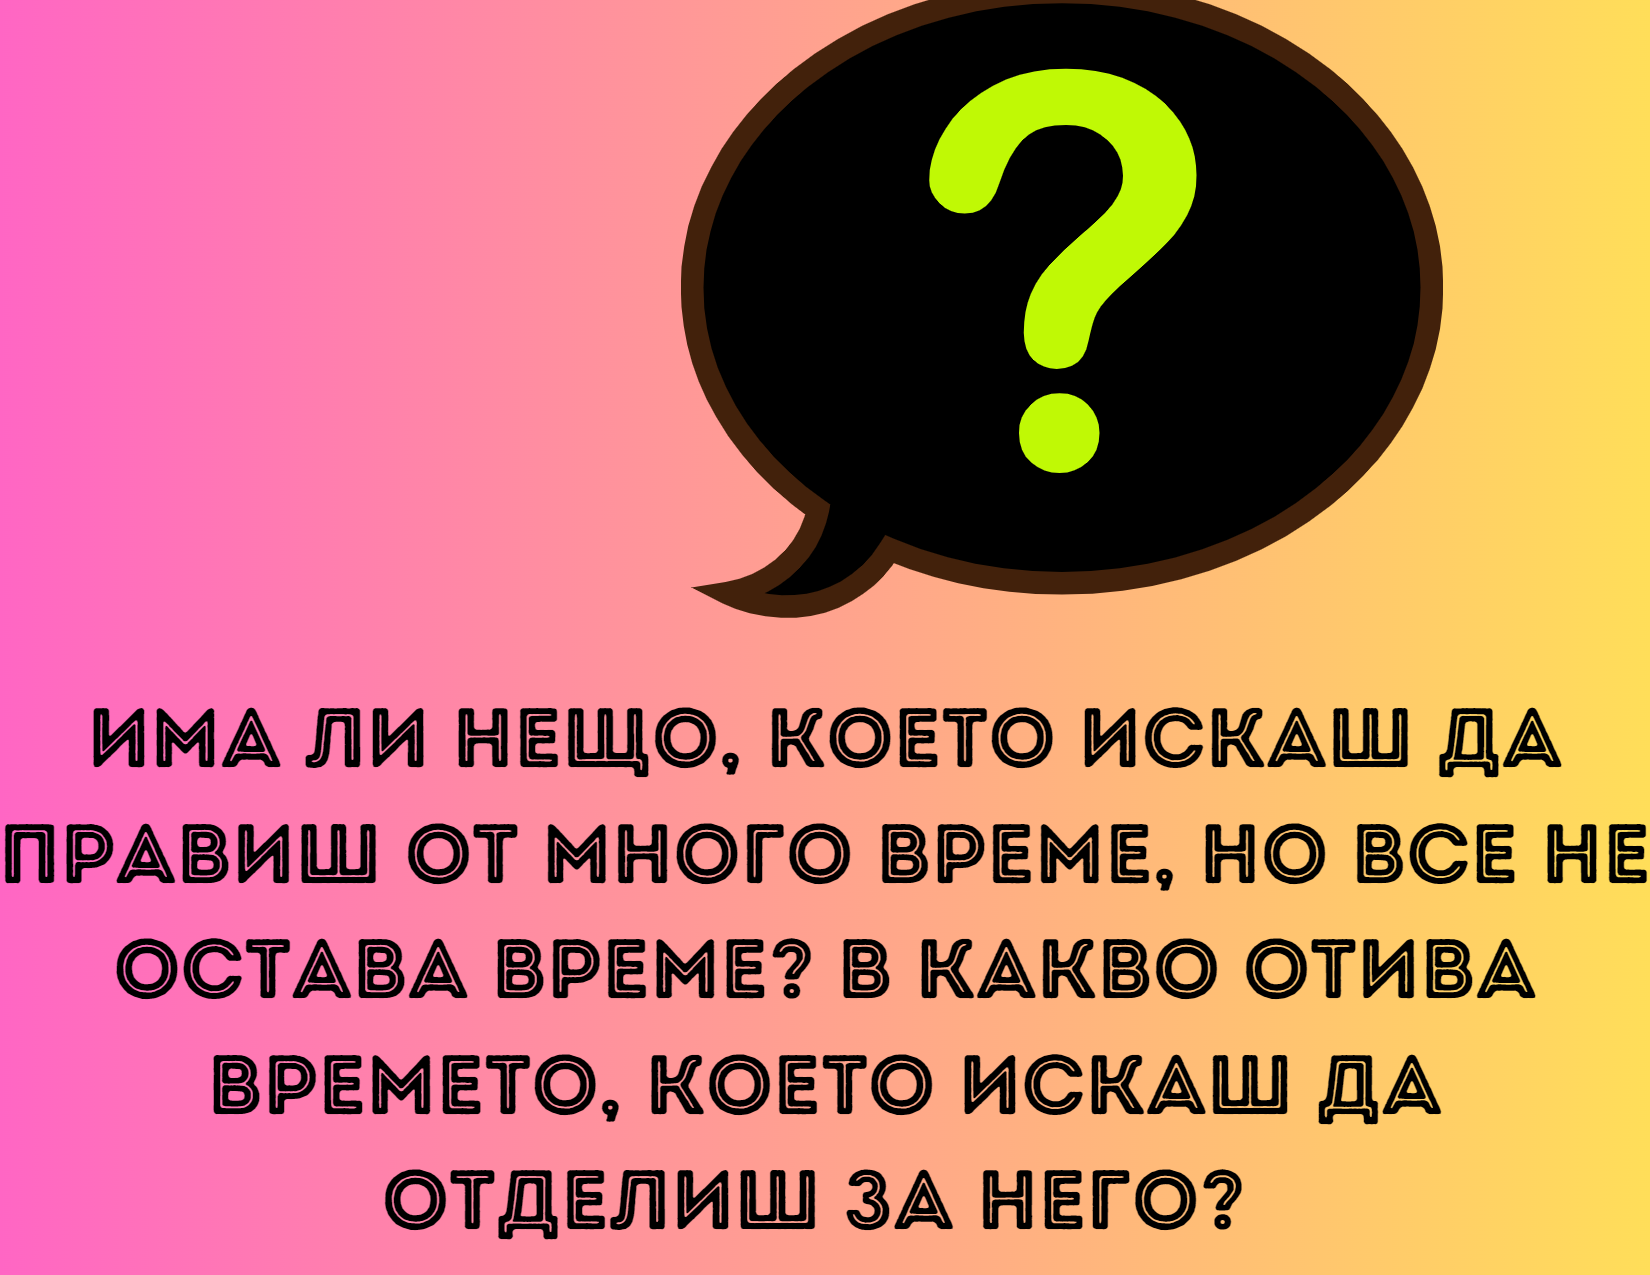 ?
ИМА ЛИ НЕЩО, КОЕТО ИСКАШ ДА
ПРАВИШ ОТ МНОГО ВРЕМЕ, НО ВСЕ НЕ
ОСТАВА ВРЕМЕ? В КАКВО ОТИВА
ВРЕМЕТО, КОЕТО ИСКАШ ДА
ОТДЕЛИШ ЗА НЕГО?